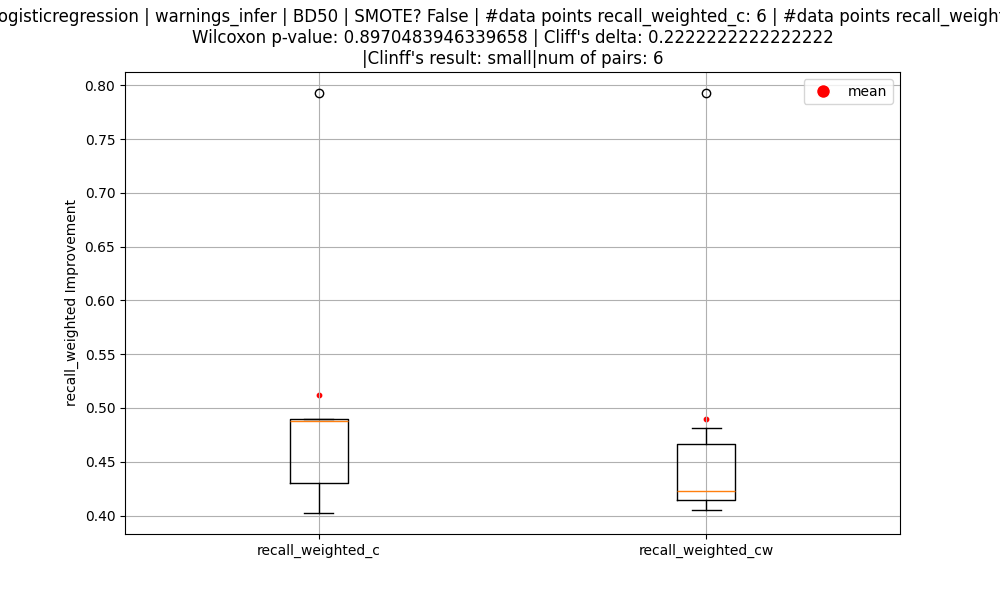 ogisticregression | warnings_infer | BD50 | SMOTE? False | #data points recall_weighted_c: 6 | #data points recall_weigh
Wilcoxon p-value: 0.8970483946339658 | Cliff's delta: 0.2222222222222222
|Clinff's result: small|num of pairs: 6
mean
0.80
0.75
0.70
0.65
0.60
0.55
0.50
0.45
0.40
recall_weighted Improvement
recall_weighted_c
recall_weighted_cw